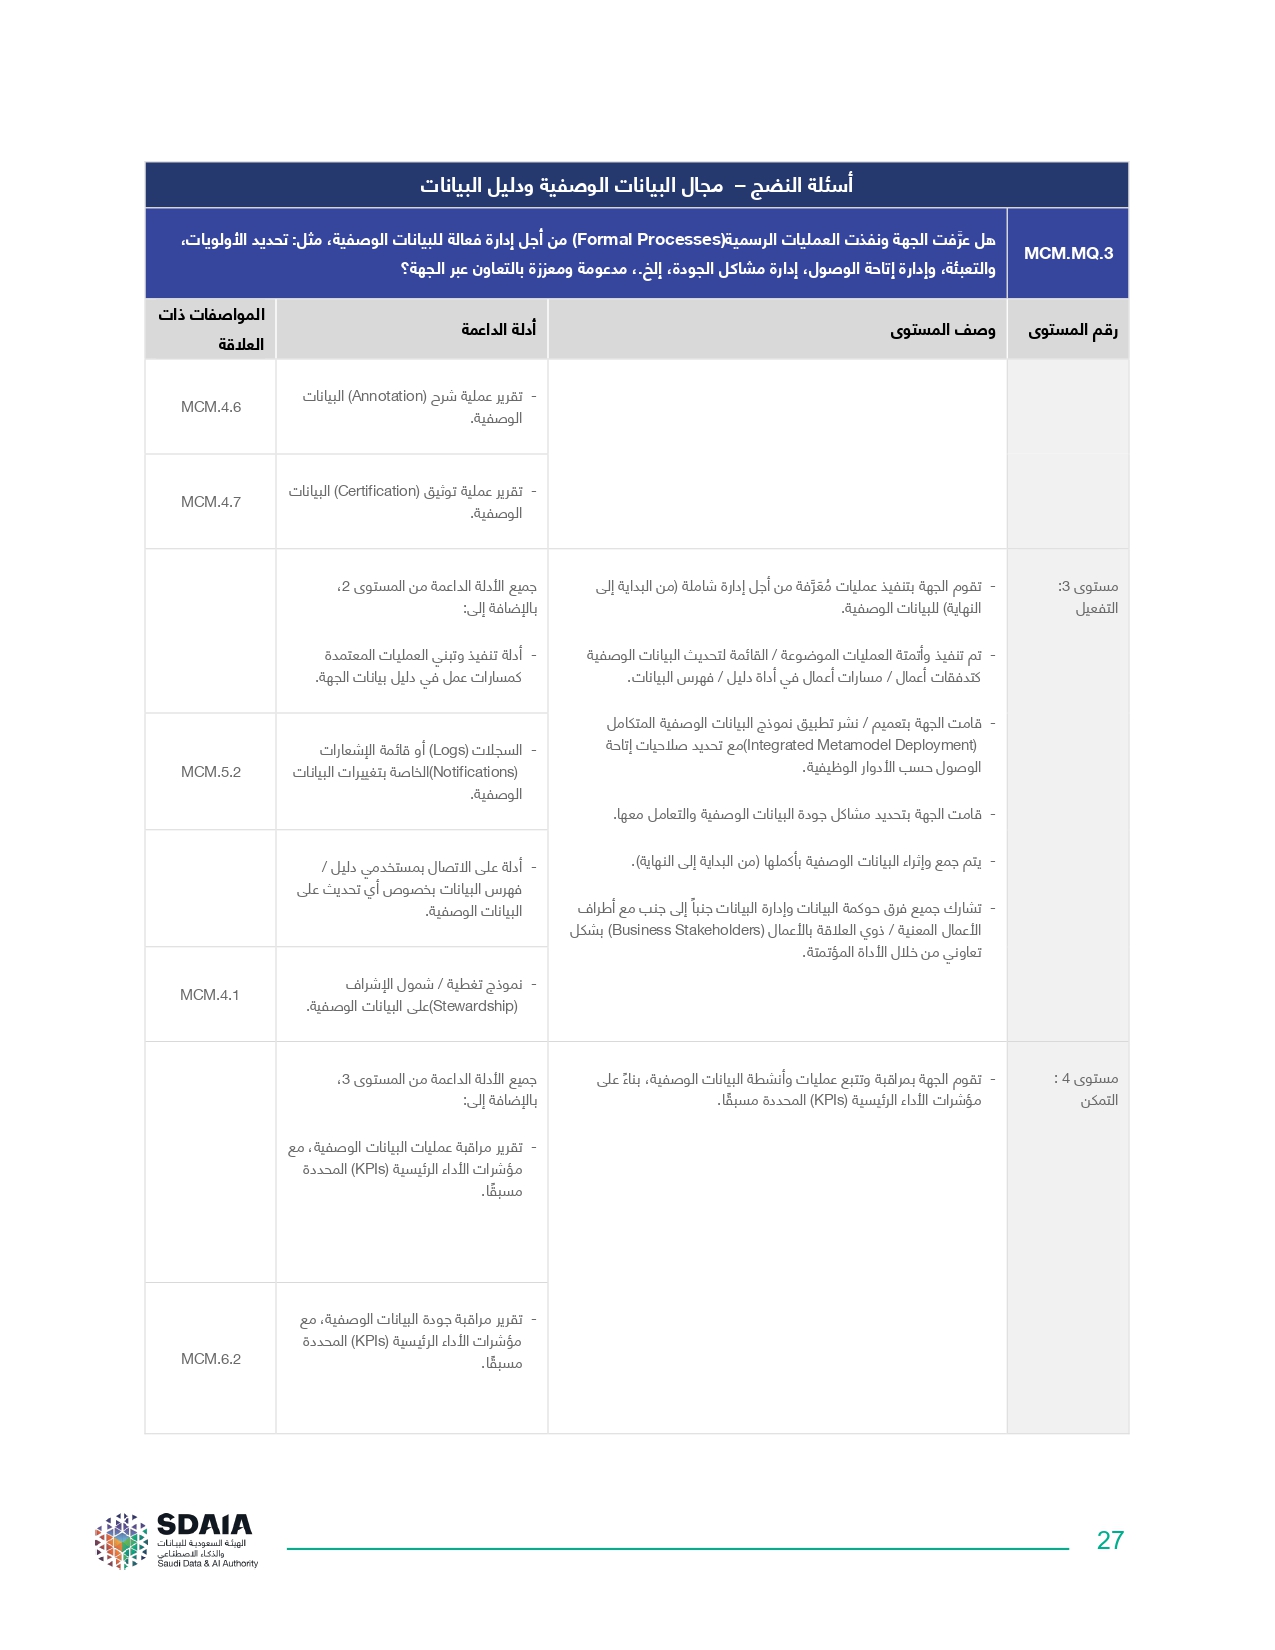 أسئلة النضج – مجال البيانات الوصفية ودليل البيانات
MCM.MQ.3
هل عرَّفت الجهة ونفذت العمليات الرسمية(Formal Processes) من أجل إدارة فعالة للبيانات الوصفية، مثل: تحديد الأولويات،
والتعبئة، وإدارة إتاحة الوصول، إدارة مشاكل الجودة، إلخ.، مدعومة ومعززة بالتعاون عبر الجهة؟
رقم المستوى
وصف المستوى
أدلة الداعمة
المواصفات ذات
العلاقة
- تقرير عملية شرح (Annotation) البيانات
الوصفية.
MCM.4.6
- تقرير عملية توثيق (Certification) البيانات
الوصفية.
MCM.4.7
مستوى 3:
التفعيل
- تقوم الجهة بتنفيذ عمليات مُعَرَّفة من أجل إدارة شاملة (من البداية إلى
النهاية) للبيانات الوصفية.
- تم تنفيذ وأتمتة العمليات الموضوعة / القائمة لتحديث البيانات الوصفية
كتدفقات أعمال / مسارات أعمال في أداة دليل / فهرس البيانات.
- قامت الجهة بتعميم / نشر تطبيق نموذج البيانات الوصفية المتكامل
(Integrated Metamodel Deployment)مع تحديد صلاحيات إتاحة
الوصول حسب الأدوار الوظيفية.
- قامت الجهة بتحديد مشاكل جودة البيانات الوصفية والتعامل معها.
- يتم جمع وإثراء البيانات الوصفية بأكملها (من البداية إلى النهاية).
- تشارك جميع فرق حوكمة البيانات وإدارة البيانات جنباً إلى جنب مع أطراف
الأعمال المعنية / ذوي العلاقة بالأعمال (Business Stakeholders) بشكل
تعاوني من خلال الأداة المؤتمتة.
جميع الأدلة الداعمة من المستوى 2،
بالإضافة إلى:
- أدلة تنفيذ وتبني العمليات المعتمدة
كمسارات عمل في دليل بيانات الجهة.
- السجلات (Logs) أو قائمة الإشعارات
(Notifications)الخاصة بتغييرات البيانات
الوصفية.
MCM.5.2
- أدلة على الاتصال بمستخدمي دليل /
فهرس البيانات بخصوص أي تحديث على
البيانات الوصفية.
- نموذج تغطية / شمول الإشراف
(Stewardship)على البيانات الوصفية.
MCM.4.1
مستوى 4 :
التمكن
- تقوم الجهة بمراقبة وتتبع عمليات وأنشطة البيانات الوصفية، بناءً على
مؤشرات الأداء الرئيسية (KPIs) المحددة مسبقًا.
جميع الأدلة الداعمة من المستوى 3،
بالإضافة إلى:
- تقرير مراقبة عمليات البيانات الوصفية، مع
مؤشرات الأداء الرئيسية (KPIs) المحددة
مسبقًا.
- تقرير مراقبة جودة البيانات الوصفية، مع
مؤشرات الأداء الرئيسية (KPIs) المحددة
مسبقًا.
MCM.6.2
SDAIA
الهيئة السعودية للبيانات
والذكاء الاصطناعي
Saudi Data & AI Authority
27